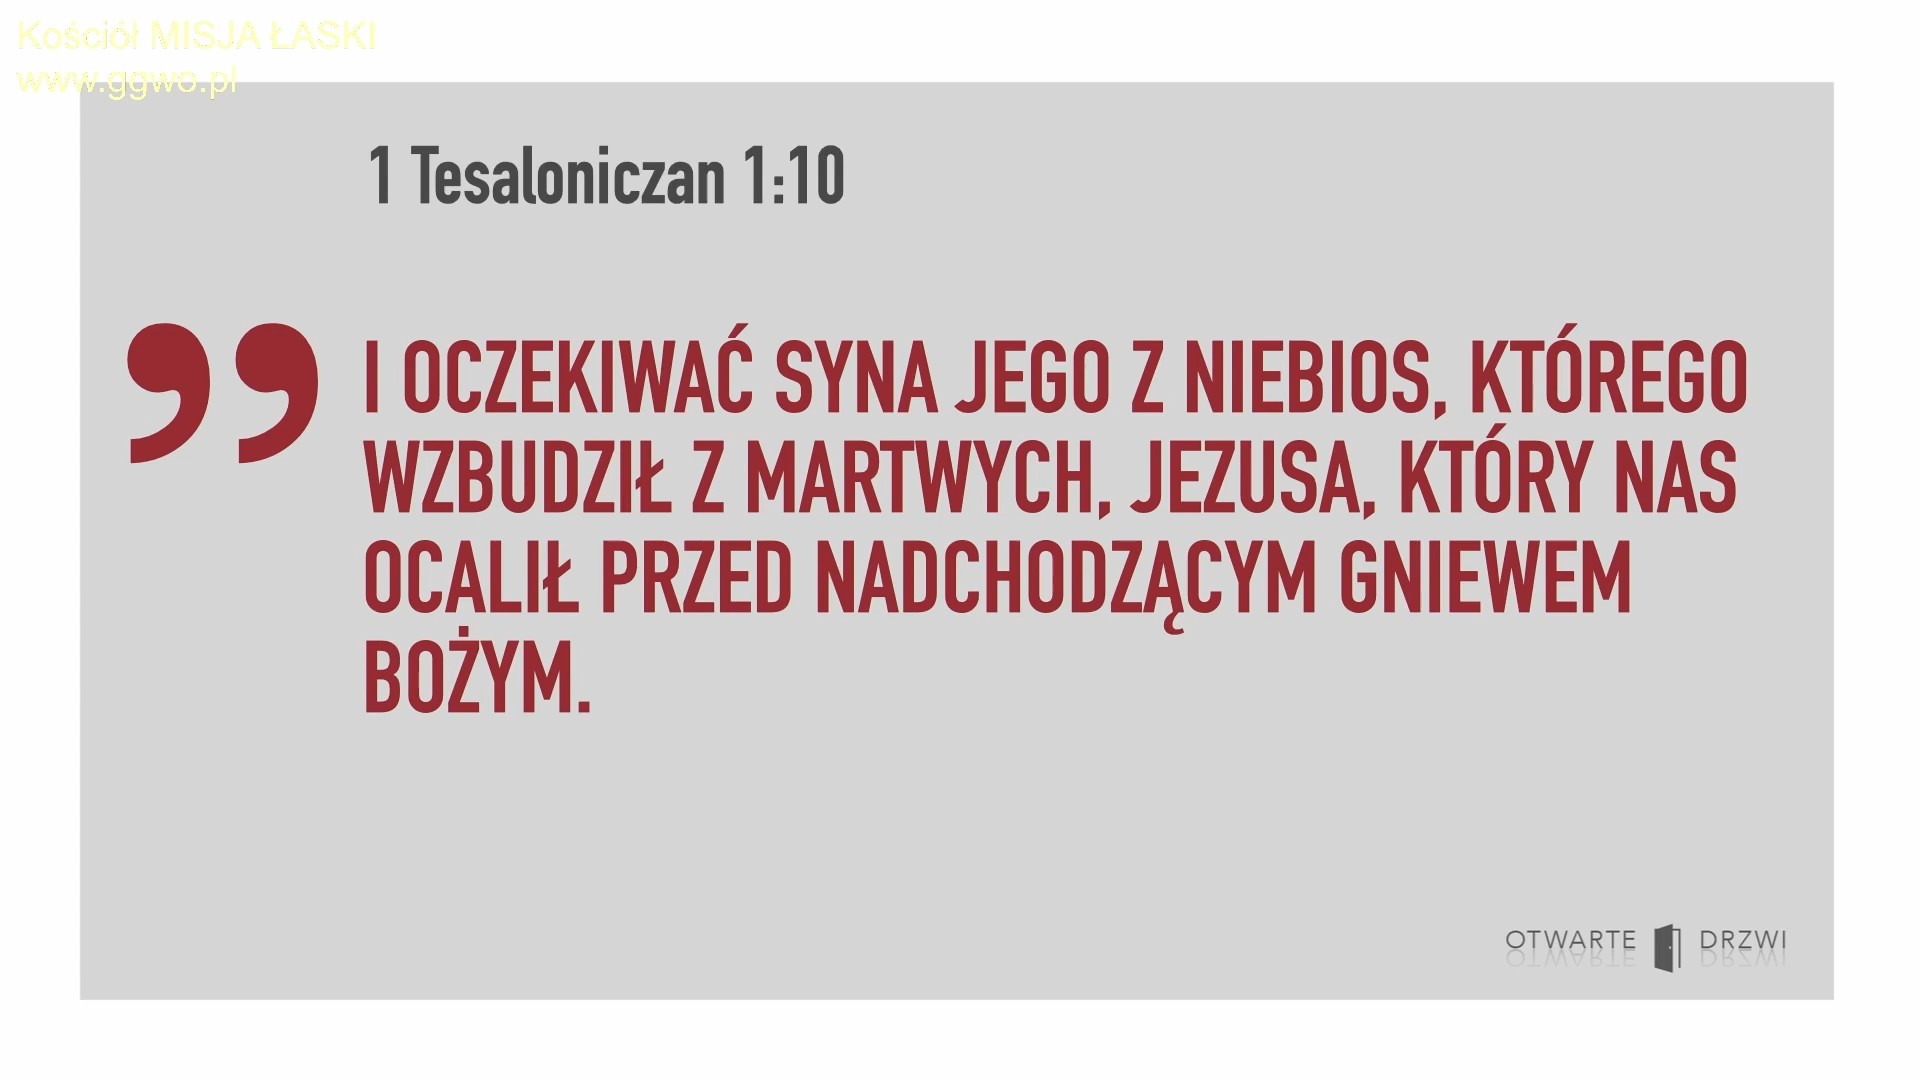 Kościół MISJA ŁASKI
www.ggwo.pl
1 Tesaloniczan 1:10
” I OCZEKIWAĆ SYNA JEGO Z NIEBIOS, KTÓREGO
WZBUDZIŁ Z MARTWYCH, JEZUSA, KTÓRY NAS
OCALIŁ PRZED NADCHODZĄCYM GNIEWEM
BOŻYM.
OTWARTE DRZWI